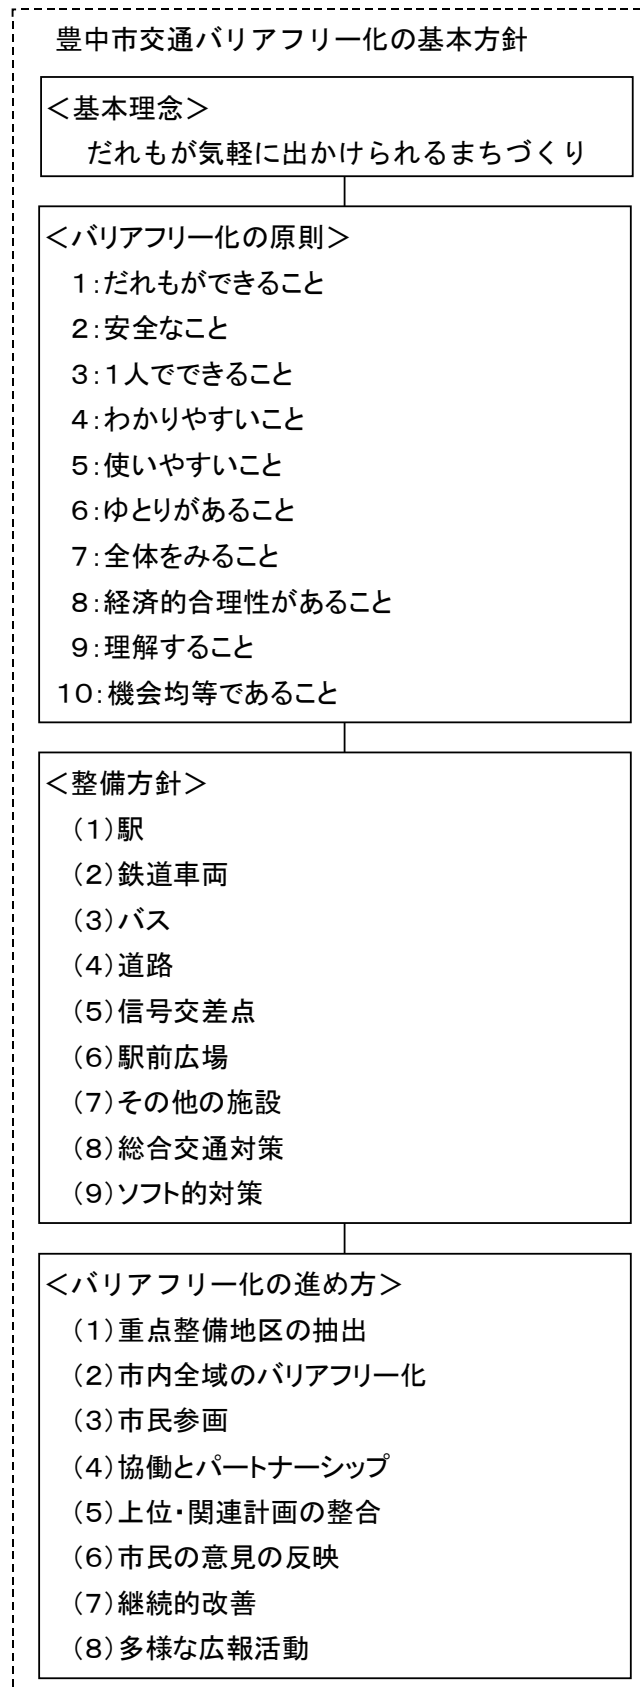 豊中市交通バリアフリー化の基本方針
＜基本理念＞
だれもが気軽に出かけられるまちづくり
＜バリアフリー化の原則＞
１：だれもができること
２：安全なこと
３：１人でできること
４：わかりやすいこと
５：使いやすいこと
６：ゆとりがあること
７：全体をみること
８：経済的合理性があること
９：理解すること
１０：機会均等であること
＜整備方針＞
（１）駅
（２）鉄道車両
（３）バス
（４）道路
（５）信号交差点
（６）駅前広場
（７）その他の施設
（８）総合交通対策
（９）ソフト的対策
＜バリアフリー化の進め方＞
（１）重点整備地区の抽出
（２）市内全域のバリアフリー化
（３）市民参画
（４）協働とパートナーシップ
（５）上位・関連計画の整合
（６）市民の意見の反映
（７）継続的改善
（８）多様な広報活動